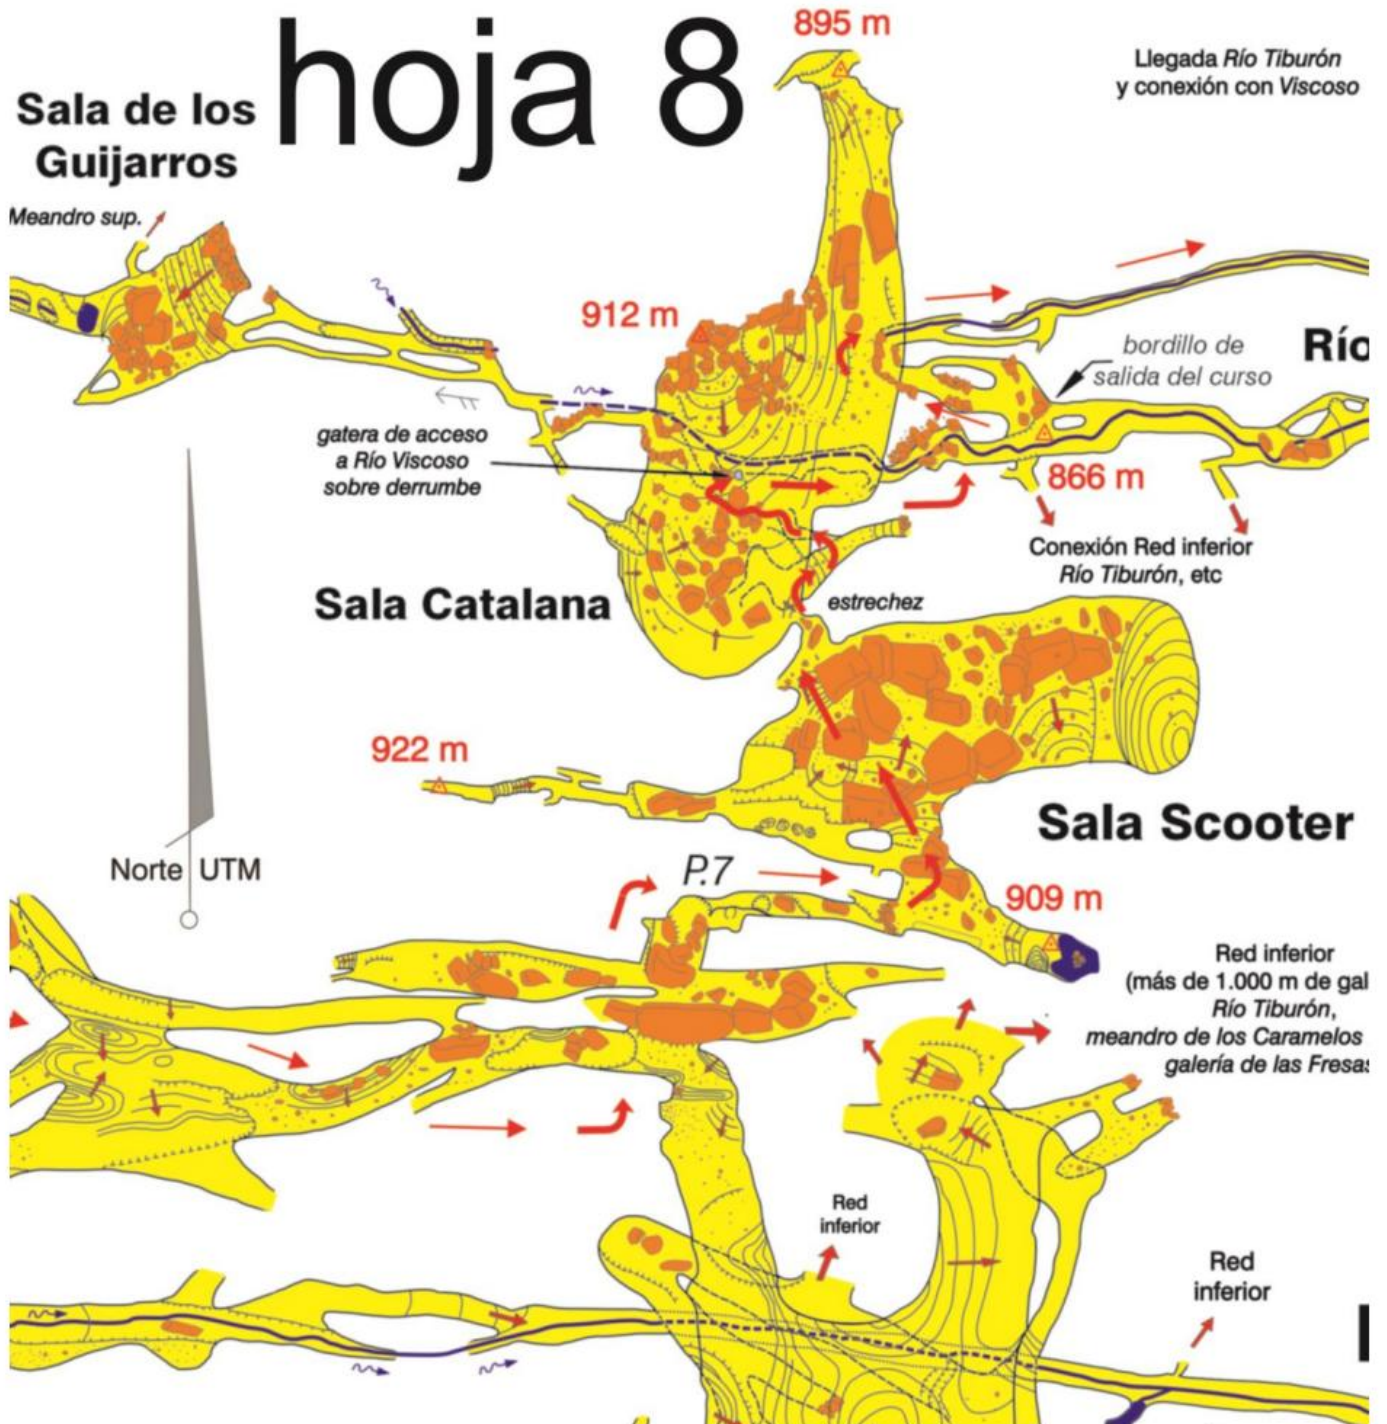 hoja 8
895 m
Llegada Río Tiburón
y conexión con Viscoso
Sala de los
Guijarros
Meandro sup.
912 m
Río
bordillo de
salida del curso
gatera de acceso
a Río Viscoso
sobre derrumbe
866 m
Conexión Red inferior
Río Tiburón, etc
Sala Catalana
estrechez
922 m
Sala Scooter
Norte UTM
P.7
909 m
Red inferior
(más de 1.000 m de gal
Río Tiburón,
meandro de los Caramelos
galería de las Fresas
Red
inferior
Red
inferior